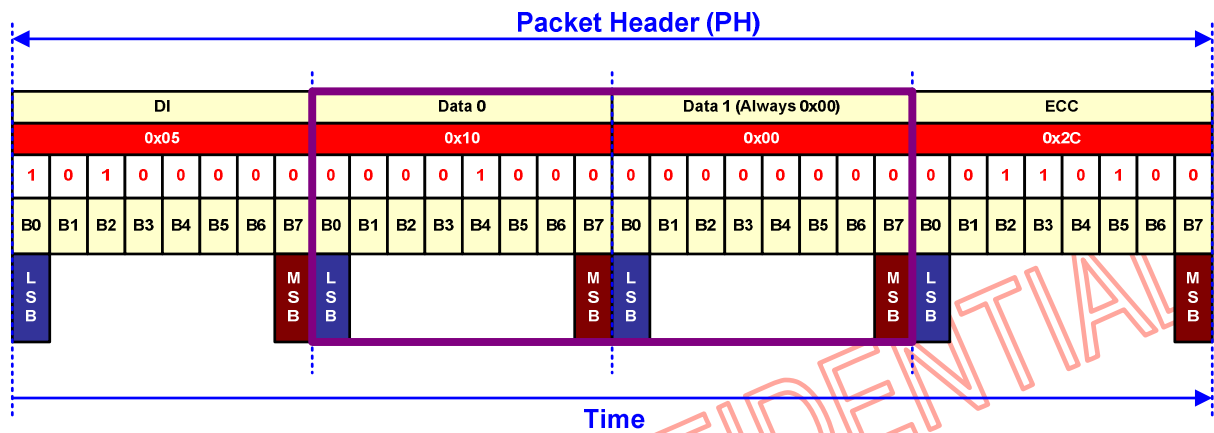 Packet Header (PH)
DI Data 0 Data 1 (Always 0x00) ECC
0x05 0x10 0x00 0x2C
1 0 1 0 0 0 0 0 0 0 0 0 1 0 0 0 0 0 0 0 0 0 0 0 0 0 1 1 0 1 0 0
B0 B1 B2 B3 B4 B5 B6 B7 B0 B1 B2 B3 B4 B5 B6 B7 B0 B1 B2 B3 B4 B5 B6 B7 B0 B1 B2 B3 B4 B5 B6 B7
LSB MSB LSB MSB LSB MSB LSB MSB
Time